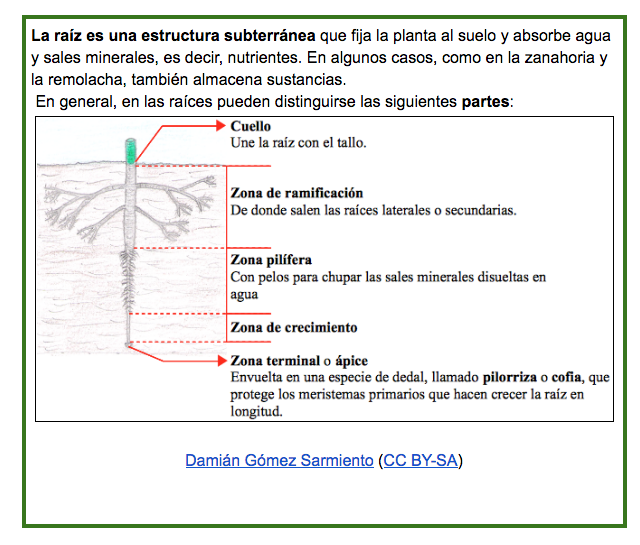 La raíz es una estructura subterránea que fija la planta al suelo y absorbe agua
y sales minerales, es decir, nutrientes. En algunos casos, como en la zanahoria y
la remolacha, también almacena sustancias.
En general, en las raíces pueden distinguirse las siguientes partes:
Cuello
Une la raíz con el tallo.
Zona de ramificación
De donde salen las raíces laterales o secundarias.
Zona pilífera
Con pelos para chupar las sales minerales disueltas en
agua
Zona de crecimiento
Zona terminal o ápice
Envuelta en una especie de dedal, llamado pilorriza o cofia, que
protege los meristemas primarios que hacen crecer la raíz en
longitud.
Damián Gómez Sarmiento (CC BY-SA)